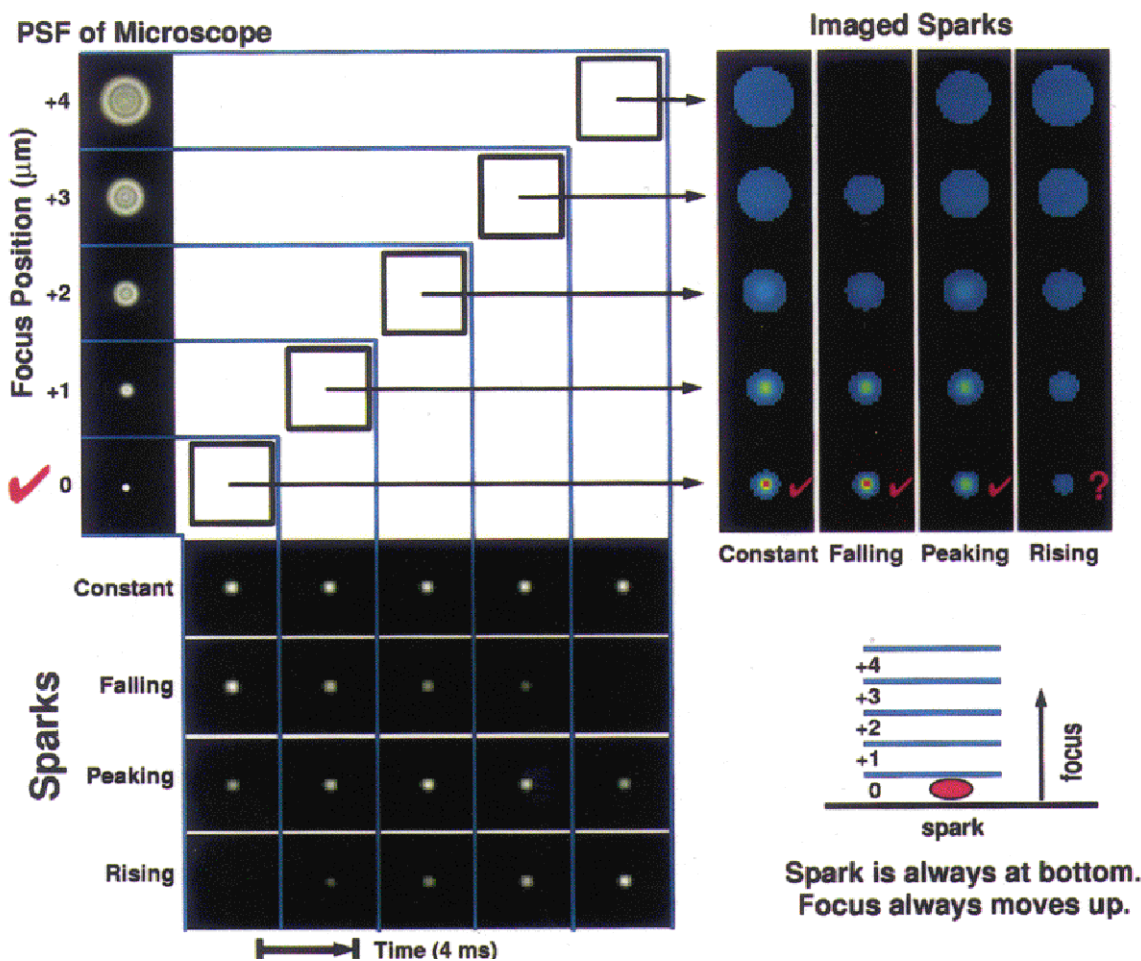 PSF of Microscope
Imaged Sparks
Focus Position (μm)
+4
+3
+2
+1
0
?
Constant Falling Peaking Rising
Sparks
Constant
Falling
Peaking
Rising
Time (4 ms)
+4
+3
+2
+1
0
focus
spark
Spark is always at bottom.
Focus always moves up.